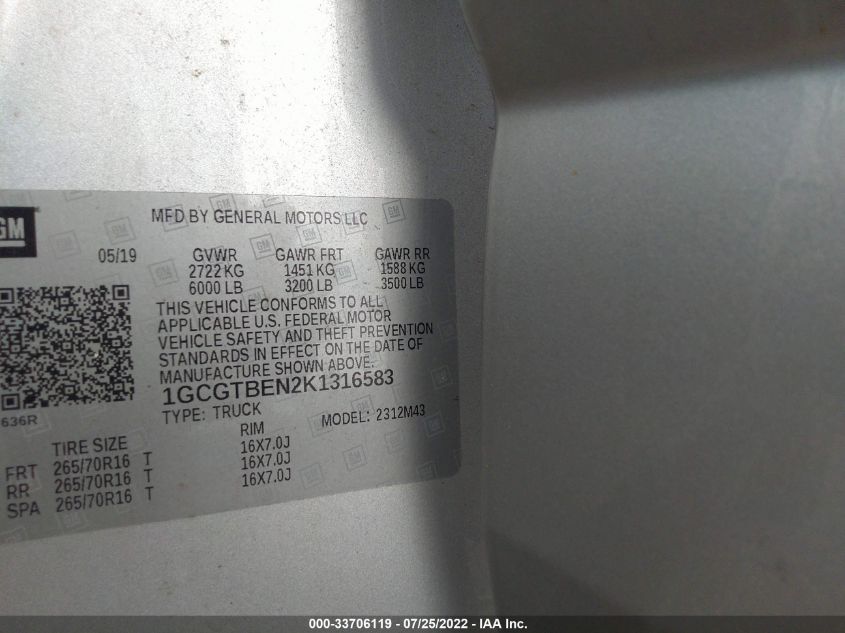 GM
MFD BY GENERAL MOTORS LLC
05/19 GVWR GAWR FRT GAWR RR
2722 KG 1451 KG 1588 KG
6000 LB 3200 LB 3500 LB
THIS VEHICLE CONFORMS TO ALL
APPLICABLE U.S. FEDERAL MOTOR
VEHICLE SAFETY AND THEFT PREVENTION
STANDARDS IN EFFECT ON THE DATE OF
MANUFACTURE SHOWN ABOVE.
1GCGTBEN2K1316583
636R
TYPE: TRUCK MODEL: 2312M43
TIRE SIZE RIM
FRT 265/70R16 T 16X7.0J
RR 265/70R16 T 16X7.0J
SPA 265/70R16 T 16X7.0J
000-33706119 - 07/25/2022 - IAA Inc.